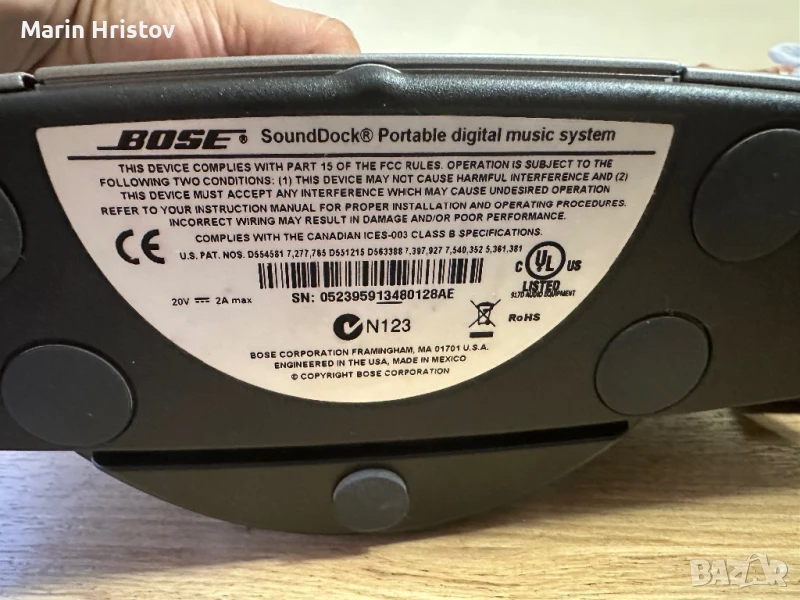 Marin Hristov
BOSE® SoundDock® Portable digital music system
THIS DEVICE COMPLIES WITH PART 15 OF THE FCC RULES. OPERATION IS SUBJECT TO THE
FOLLOWING TWO CONDITIONS: (1) THIS DEVICE MAY NOT CAUSE HARMFUL INTERFERENCE AND (2)
THIS DEVICE MUST ACCEPT ANY INTERFERENCE WHICH MAY CAUSE UNDESIRED OPERATION
REFER TO YOUR INSTRUCTION MANUAL FOR PROPER INSTALLATION AND OPERATING PROCEDURES.
INCORRECT WIRING MAY RESULT IN DAMAGE AND/OR POOR PERFORMANCE.
COMPLIES WITH THE CANADIAN ICES-003 CLASS B SPECIFICATIONS.
U.S. PAT. NOS. D554581 7,277,765 D551215 D563388 7,397,927 7,540,352 5,361,381
CE
C UL US
LISTED
917D AUDIO EQUIPMENT
20V ⎓ 2A max
SN: 052395913480128AE
N123
RoHS
BOSE CORPORATION FRAMINGHAM, MA 01701 U.S.A.
ENGINEERED IN THE USA, MADE IN MEXICO
© COPYRIGHT BOSE CORPORATION
BAZAR